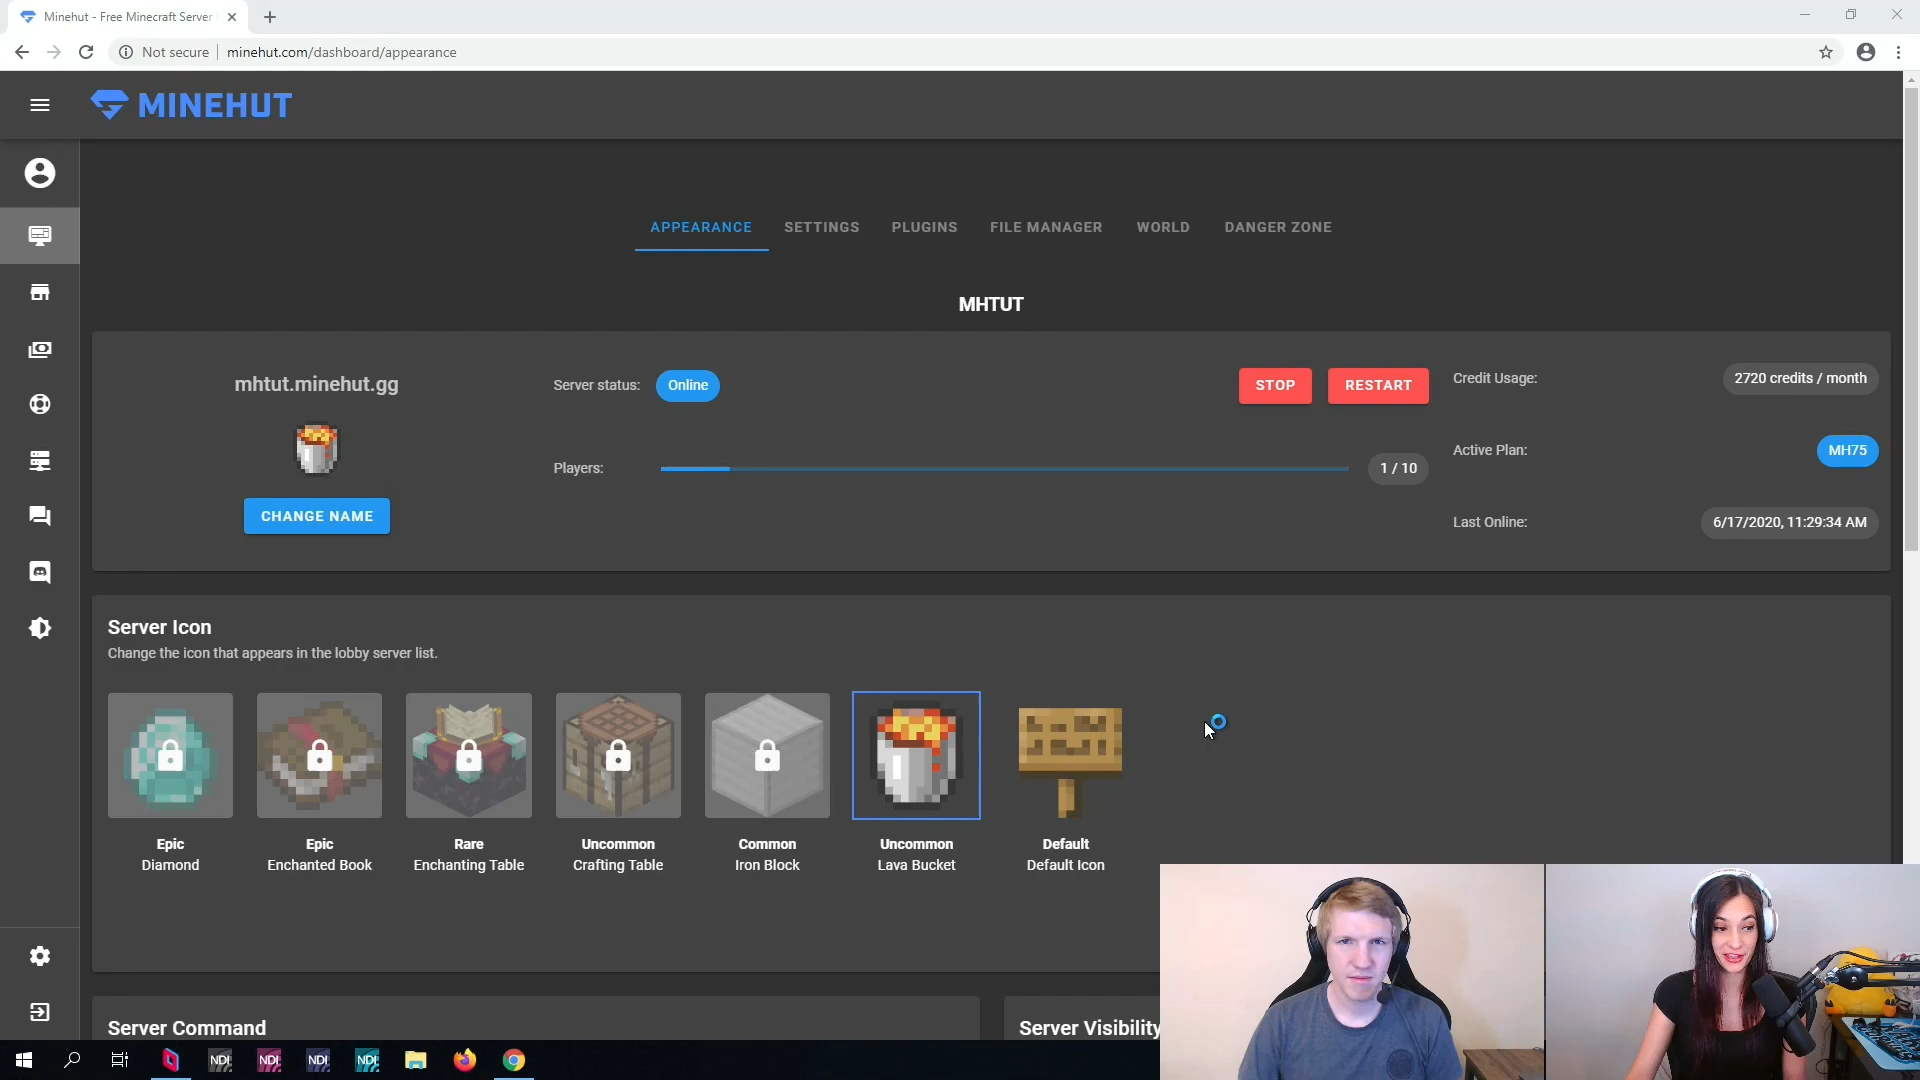 Minehut - Free Minecraft Server
Not secure
minehut.com/dashboard/appearance
MINEHUT
APPEARANCE
SETTINGS
PLUGINS
FILE MANAGER
WORLD
DANGER ZONE
MHTUT
mhtut.minehut.gg
CHANGE NAME
Server status:
Online
STOP
RESTART
Players:
1 / 10
Credit Usage:
2720 credits / month
Active Plan:
MH75
Last Online:
6/17/2020, 11:29:34 AM
Server Icon
Change the icon that appears in the lobby server list.
Epic
Diamond
Epic
Enchanted Book
Rare
Enchanting Table
Uncommon
Crafting Table
Common
Iron Block
Uncommon
Lava Bucket
Default
Default Icon
Server Command
Server Visibility
NDI
NDI
NDI
NDI